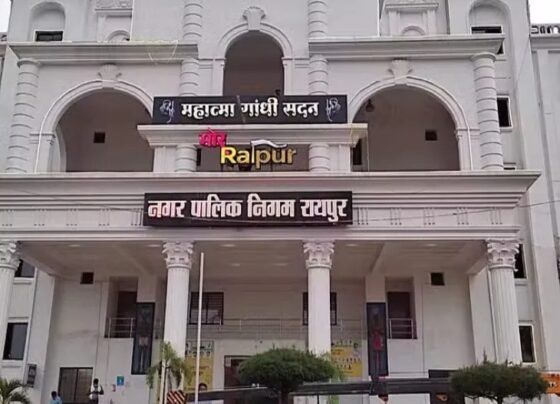 महात्मा गांधी सदन
मोर
Raipur
नगर पालिक निगम रायपुर